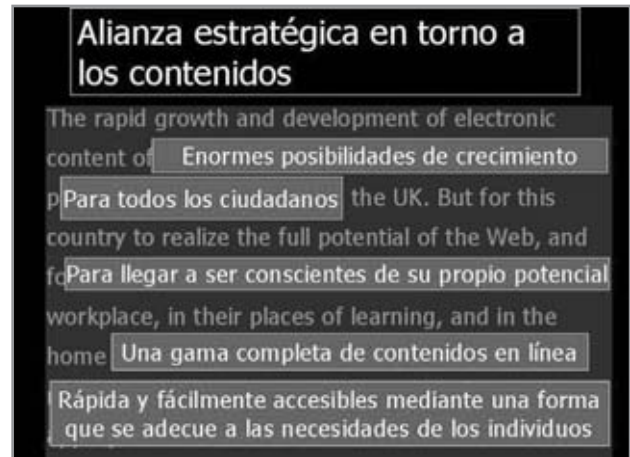 Alianza estratégica en torno a
los contenidos
The rapid growth and development of electronic
content of Enormes posibilidades de crecimiento
Para todos los ciudadanos the UK. But for this
country to realize the full potential of the Web, and
Para llegar a ser conscientes de su propio potencial
workplace, in their places of learning, and in the
home Una gama completa de contenidos en línea
Rápida y fácilmente accesibles mediante una forma
que se adecue a las necesidades de los individuos